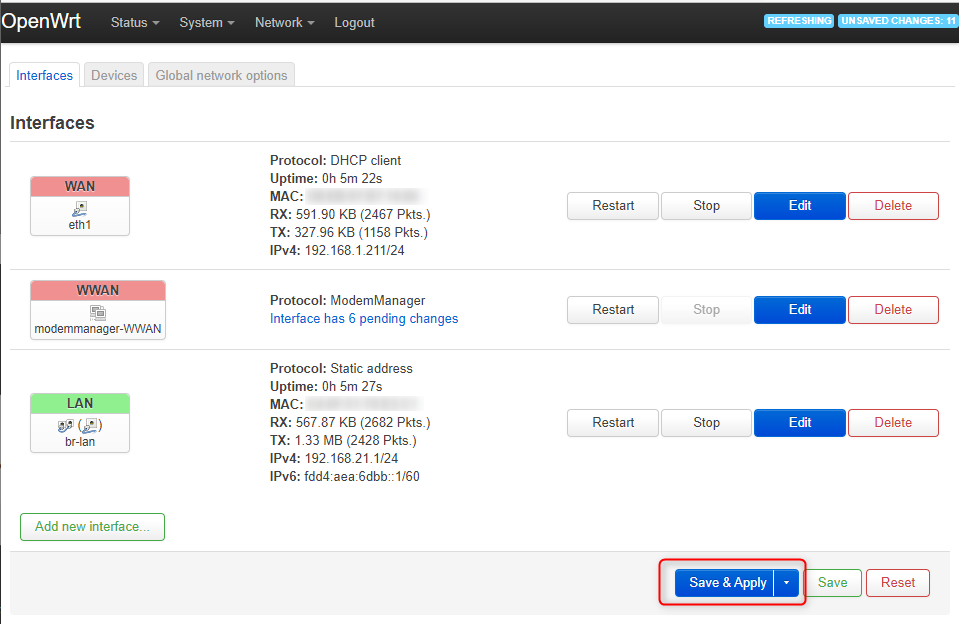 OpenWrt Status System Network Logout REFRESHING UNSAVED CHANGES: 11
Interfaces Devices Global network options
Interfaces
WAN
eth1
Protocol: DHCP client
Uptime: 0h 5m 22s
MAC:
RX: 591.90 KB (2467 Pkts.)
TX: 327.96 KB (1158 Pkts.)
IPv4: 192.168.1.211/24
Restart Stop Edit Delete
WWAN
modemmanager-WWAN
Protocol: ModemManager
Interface has 6 pending changes
Restart Stop Edit Delete
LAN
br-lan
Protocol: Static address
Uptime: 0h 5m 27s
MAC:
RX: 567.87 KB (2682 Pkts.)
TX: 1.33 MB (2428 Pkts.)
IPv4: 192.168.21.1/24
IPv6: fdd4:aea:6dbb::1/60
Restart Stop Edit Delete
Add new interface...
Save & Apply Save Reset